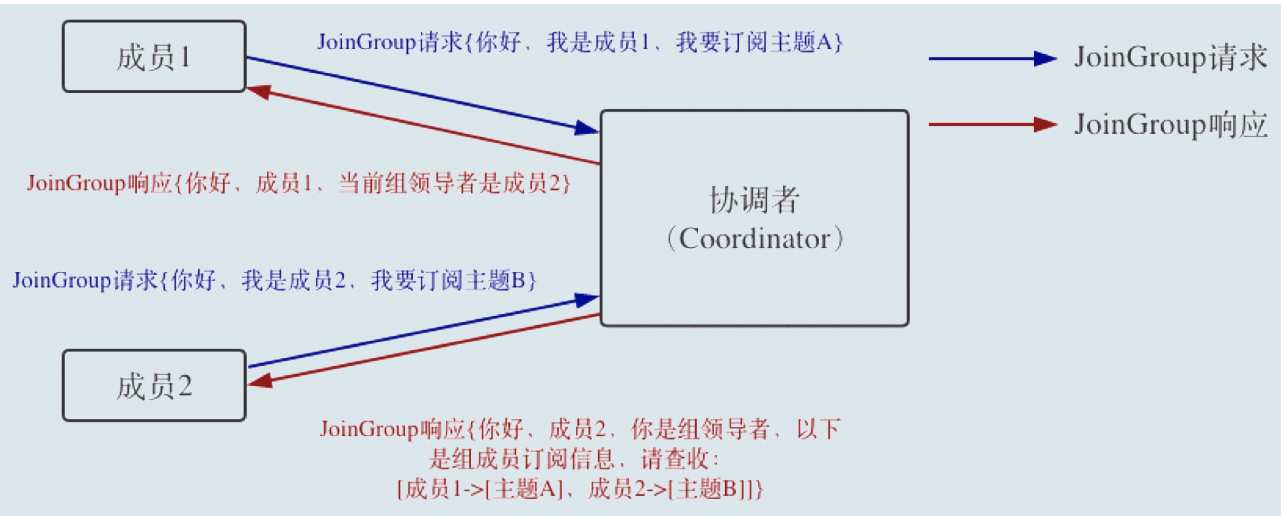 成员1
JoinGroup请求{你好，我是成员1，我要订阅主题A}
JoinGroup请求
JoinGroup响应
JoinGroup响应{你好，成员1，当前组领导者是成员2}
协调者
（Coordinator）
JoinGroup请求{你好，我是成员2，我要订阅主题B}
成员2
JoinGroup响应{你好，成员2，你是组领导者，以下
是组成员订阅信息，请查收：
[成员1->[主题A]，成员2->[主题B]]}